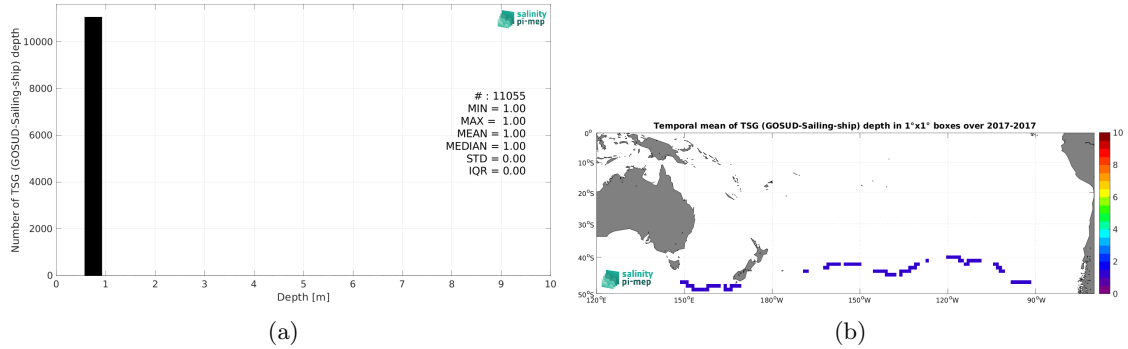 salinity
pi-mep
10000
8000
6000
4000
2000
0
Number of TSG (GOSUD-Sailing-ship) depth
# : 11055
MIN = 1.00
MAX = 1.00
MEAN = 1.00
MEDIAN = 1.00
STD = 0.00
IQR = 0.00
0 1 2 3 4 5 6 7 8 9 10
Depth [m]
(a)
Temporal mean of TSG (GOSUD-Sailing-ship) depth in 1°x1° boxes over 2017-2017
0°
10°S
20°S
30°S
40°S
50°S
salinity
pi-mep
120°E 150°E 180°W 150°W 120°W 90°W
10
8
6
4
2
0
(b)